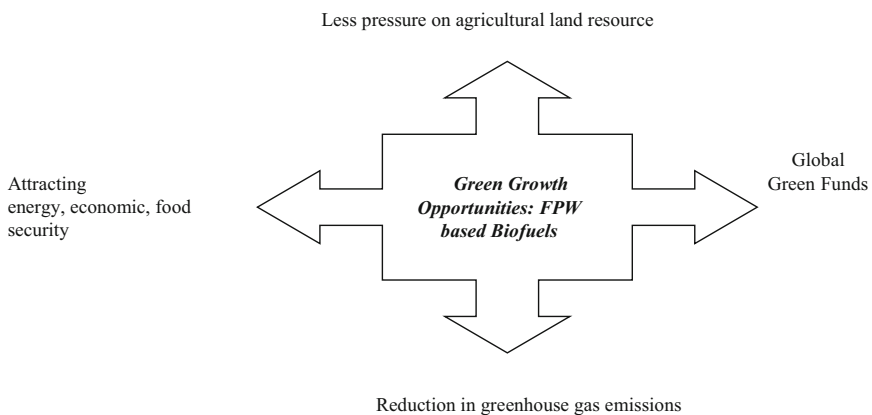 Less pressure on agricultural land resource
Attracting
energy, economic, food
security
Green Growth
Opportunities: FPW
based Biofuels
Global
Green Funds
Reduction in greenhouse gas emissions